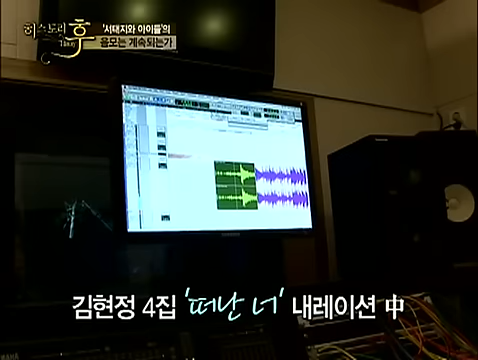 히스토리 후
'서태지와 아이들'의
음모는 계속되는가
김현정 4집 '떠난 너' 내레이션 中